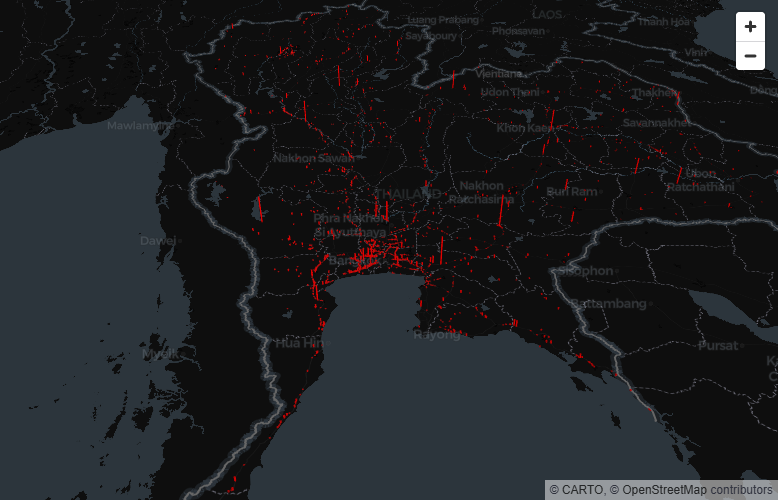 Luang Prabang
LAOS
Thanh Hóa
Sayaboury
Phonsavan
Vinh
Vientiane
Udon Thani
Thakhek
Mawlamyine
Khon Kaen
Savannakhet
Nakhon Sawan
THAILAND
Nakhon
Ratchasima
Buri Ram
Ubon
Ratchathani
Phra Nakhon
Si Ayutthaya
Dawei
Bangkok
Sisophon
Battambang
Rayong
Hua Hin
Pursat
Myeik
+
−
© CARTO, © OpenStreetMap contributors